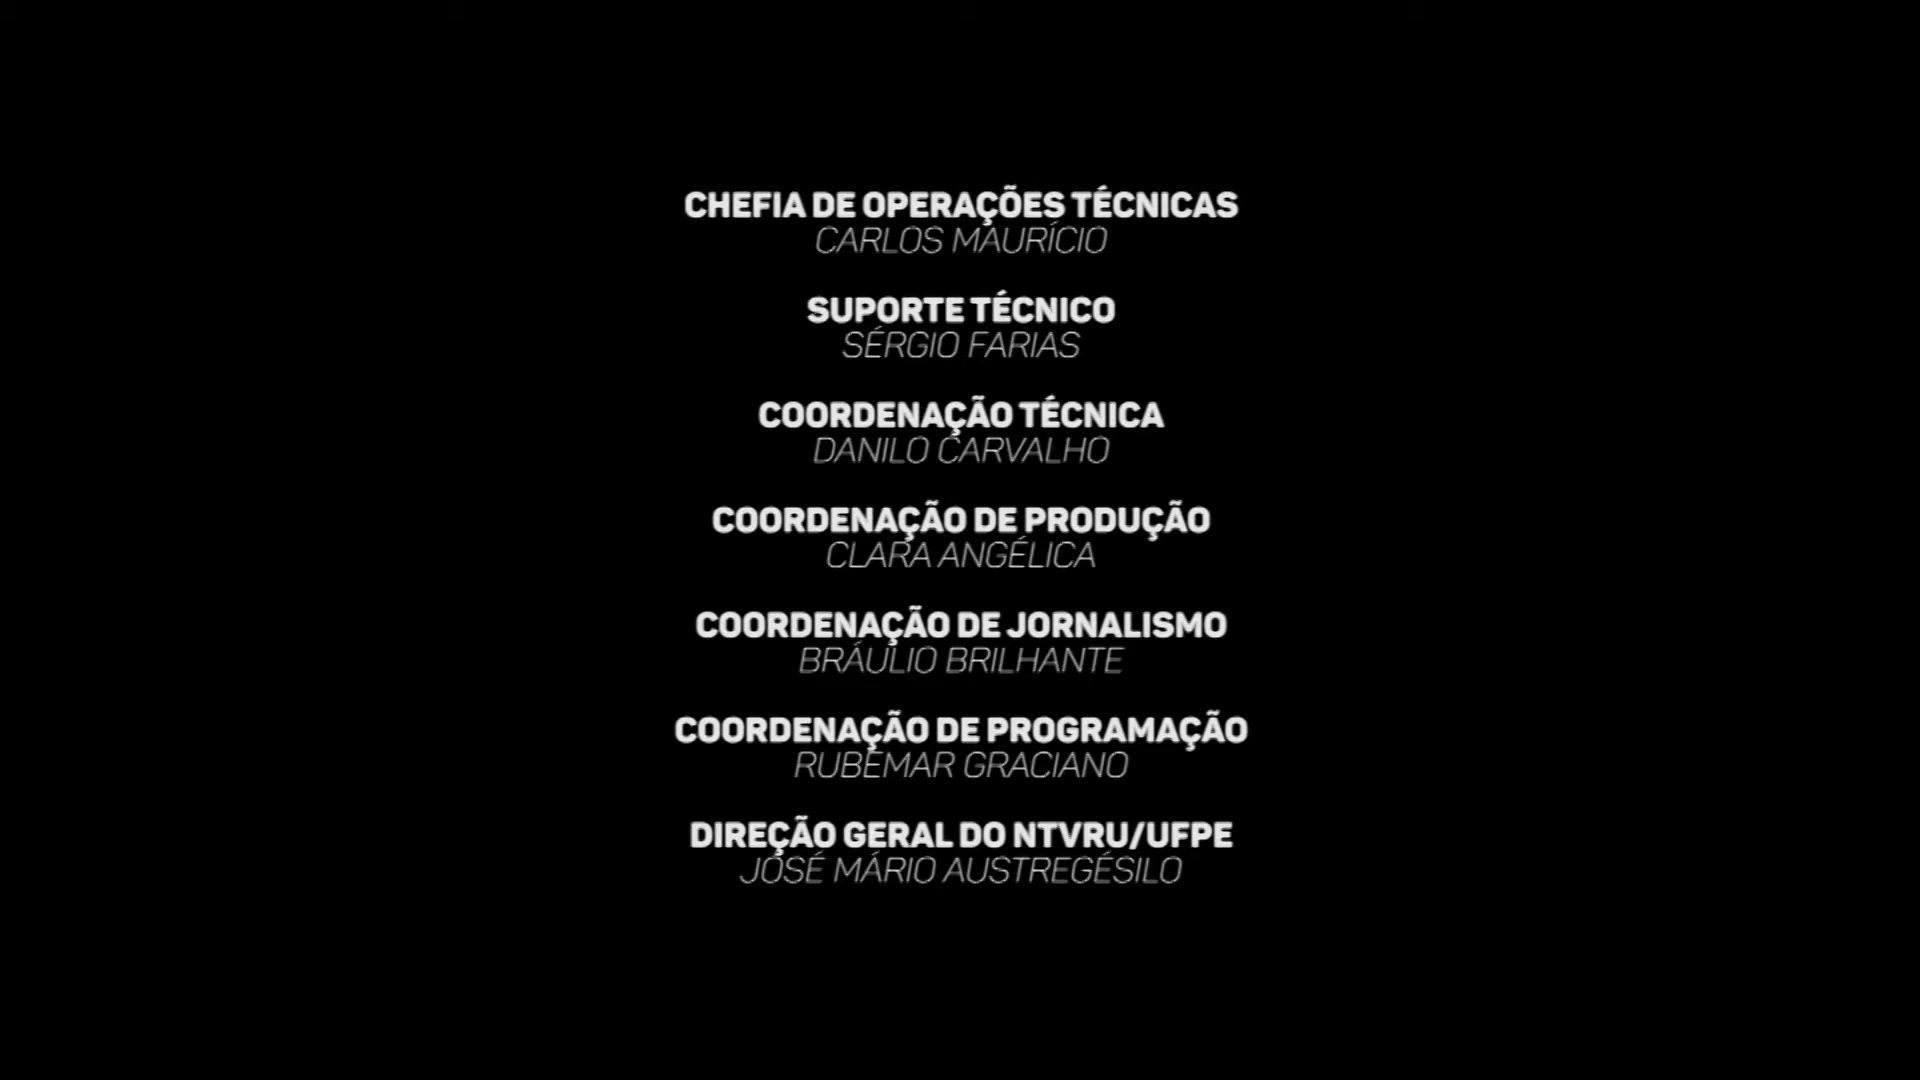 CHEFIA DE OPERAÇÕES TÉCNICAS
CARLOS MAURÍCIO
SUPORTE TÉCNICO
SÉRGIO FARIAS
COORDENAÇÃO TÉCNICA
DANILO CARVALHO
COORDENAÇÃO DE PRODUÇÃO
CLARA ANGÉLICA
COORDENAÇÃO DE JORNALISMO
BRÁULIO BRILHANTE
COORDENAÇÃO DE PROGRAMAÇÃO
RUBEMAR GRACIANO
DIREÇÃO GERAL DO NTVRU/UFPE
JOSÉ MÁRIO AUSTREGÉSILO